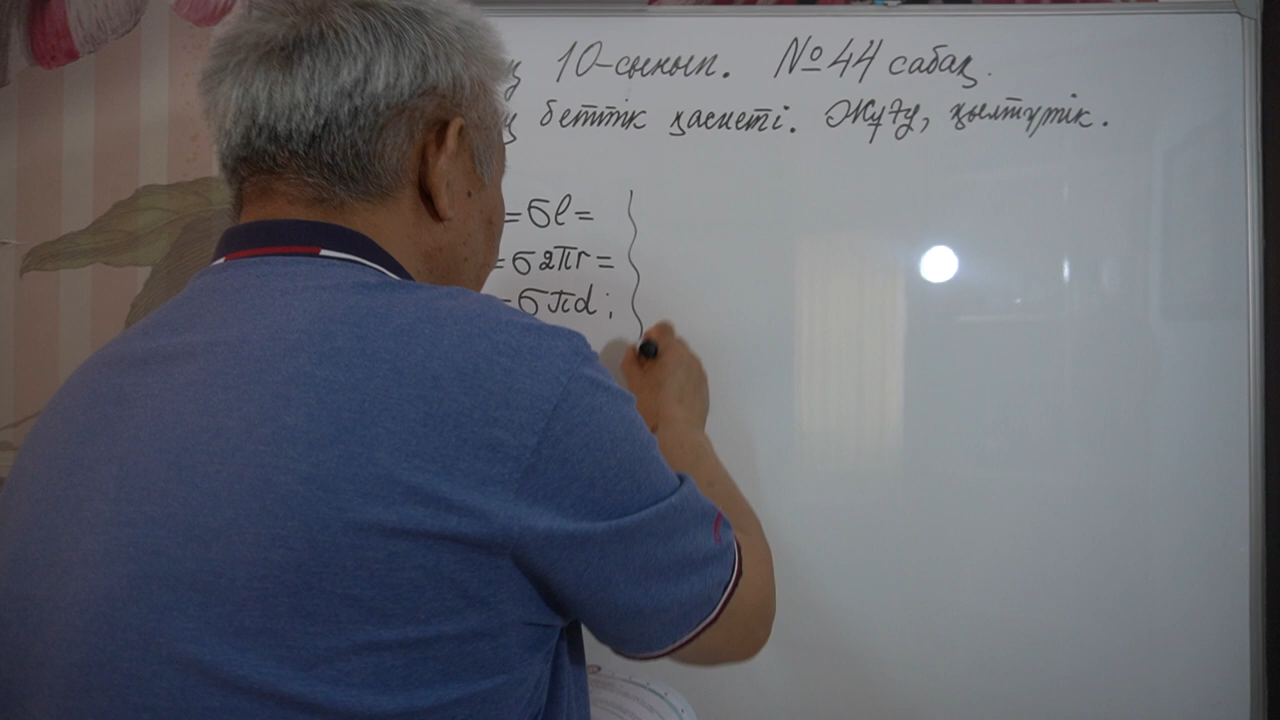 10-сынып. №44 сабақ.
беттік қасиеті. Жұғу, қылтүтік.
=σl=
=σ2πr=
=σπd;